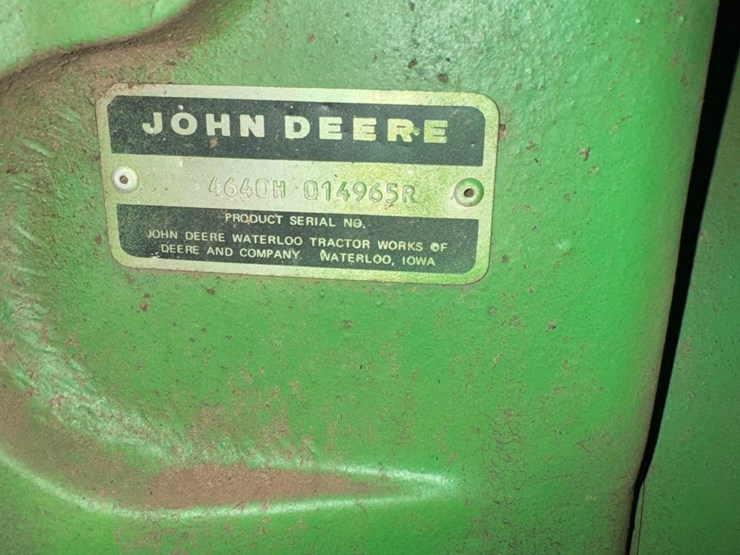 JOHN DEERE
4640H 014965R
PRODUCT SERIAL NO.
JOHN DEERE WATERLOO TRACTOR WORKS OF
DEERE AND COMPANY WATERLOO, IOWA